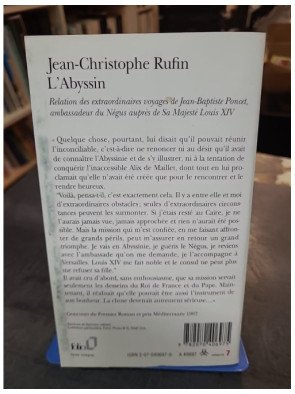 Jean-Christophe Rufin
L'Abyssin
Relation des extraordinaires voyages de Jean-Baptiste Poncet,
ambassadeur du Négus auprès de Sa Majesté Louis XIV
« Quelque chose, pourtant, lui disait qu'il pouvait réunir
l'inconciliable, c'est-à-dire ne renoncer ni au désir qu'il avait
de connaître l'Abyssinie et de s'y illustrer, ni à la tentation de
conquérir l'inaccessible Alix de Maillet, dont tout en lui pro-
clamait qu'elle n'avait été créée que pour le rencontrer et le
rendre heureux.
"Voilà, pensa-t-il, c'est exactement cela. Il y a entre elle et moi
d'extraordinaires obstacles; seules d'extraordinaires circons-
tances peuvent les surmonter. Si j'étais resté au Caire, je ne
l'aurais jamais vue, jamais approchée et rien n'aurait été pos-
sible. Mais la mission qui m'est confiée, en me faisant affron-
ter de grands périls, peut m'assurer en retour un grand
triomphe. Je vais en Abyssinie, je guéris le Négus, je reviens
avec l'ambassade qu'on me demande, je l'accompagne à
Versailles. Louis XIV me fait noble et le consul ne peut plus
me refuser sa fille."
Il avait cru d'abord, sans enthousiasme, que sa mission servait
seulement les desseins du Roi de France et du Pape. Main-
tenant, il réalisait qu'elle pouvait être aussi l'instrument de
son bonheur. La chose devenait autrement sérieuse... »
Goncourt du Premier Roman et prix Méditerranée 1997
folio
texte intégral
7